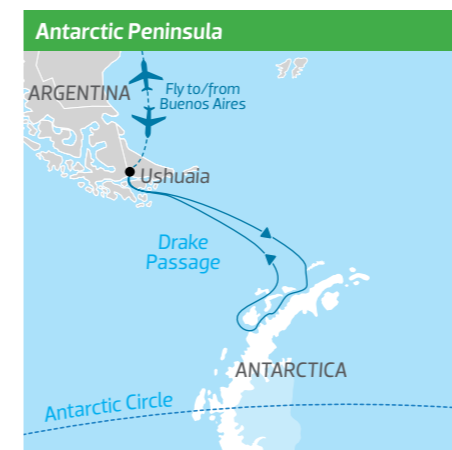 Antarctic Peninsula
ARGENTINA
Fly to/from
Buenos Aires
Ushuaia
Drake
Passage
ANTARCTICA
Antarctic Circle